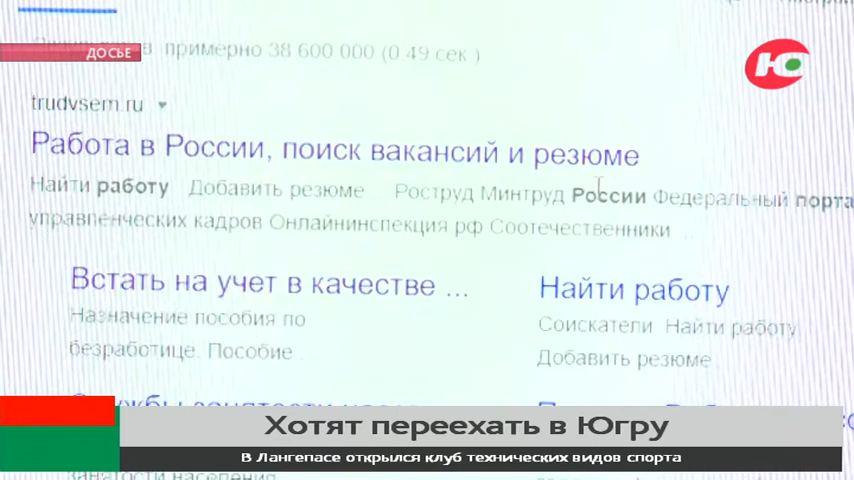 примерно 38 600 000 (0 49 сек )
ДОСЬЕ
Ю
trudvsem.ru
Работа в России, поиск вакансий и резюме
Найти работу Добавить резюме Роструд Минтруд России Федеральный порта
управленческих кадров Онлайнинспекция рф Соотечественники ...
Встать на учет в качестве ...
Найти работу
Назначение пособия по
безработице. Пособие ...
Соискатели Найти работу
Добавить резюме
Хотят переехать в Югру
В Лангепасе открылся клуб технических видов спорта
занятости населения